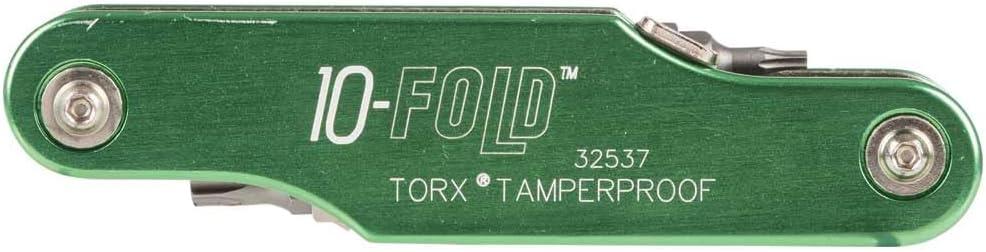 10-FOLD™
32537
TORX® TAMPERPROOF